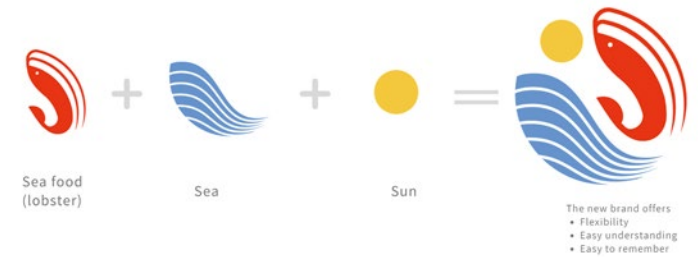 Sea food
(lobster)
Sea
Sun
The new brand offers
• Flexibility
• Easy understanding
• Easy to remember